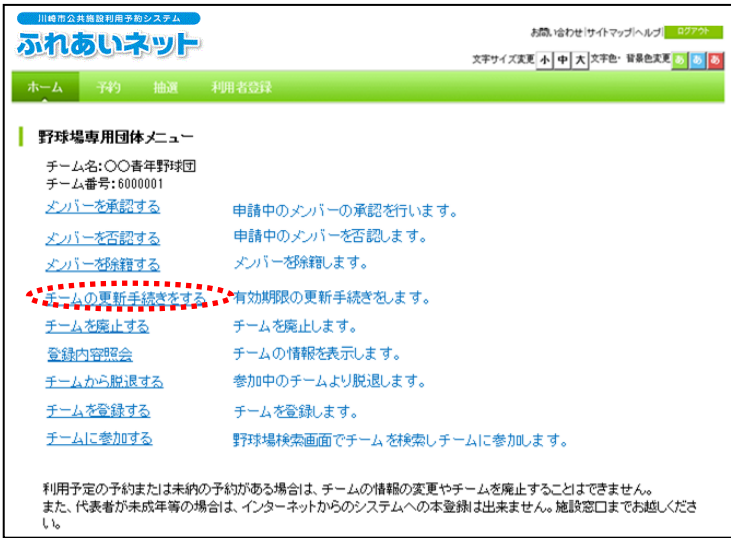 川崎市公共施設利用予約システム
ふれあいネット
お問い合わせ|サイトマップ|ヘルプ| ログアウト
文字サイズ変更 小 中 大 文字色・背景色変更 あ あ あ
ホーム 予約 抽選 利用者登録
野球場専用団体メニュー
チーム名:〇〇青年野球団
チーム番号:6000001
メンバーを承認する 申請中のメンバーの承認を行います。
メンバーを否認する 申請中のメンバーを否認します。
メンバーを除籍する メンバーを除籍します。
チームの更新手続きをする 有効期限の更新手続きをします。
チームを廃止する チームを廃止します。
登録内容照会 チームの情報を表示します。
チームから脱退する 参加中のチームより脱退します。
チームを登録する チームを登録します。
チームに参加する 野球場検索画面でチームを検索しチームに参加します。
利用予定の予約または未納の予約がある場合は、チームの情報の変更やチームを廃止することはできません。
また、代表者が未成年等の場合は、インターネットからのシステムへの本登録は出来ません。施設窓口までお越しくださ
い。